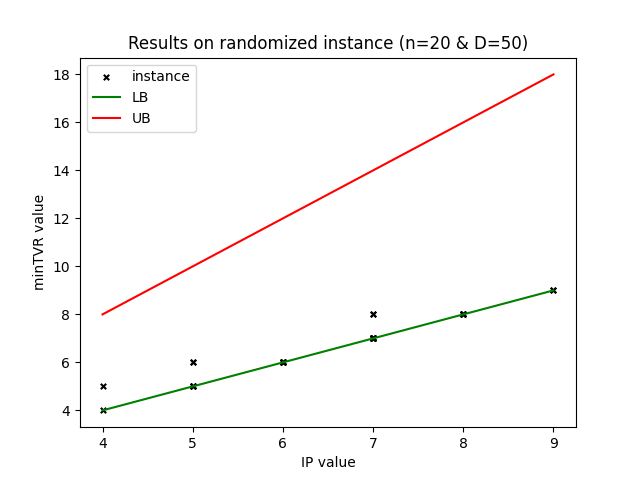 Results on randomized instance (n=20 & D=50)
instance
LB
UB
18
16
14
12
10
8
6
4
minTVR value
4 5 6 7 8 9
IP value